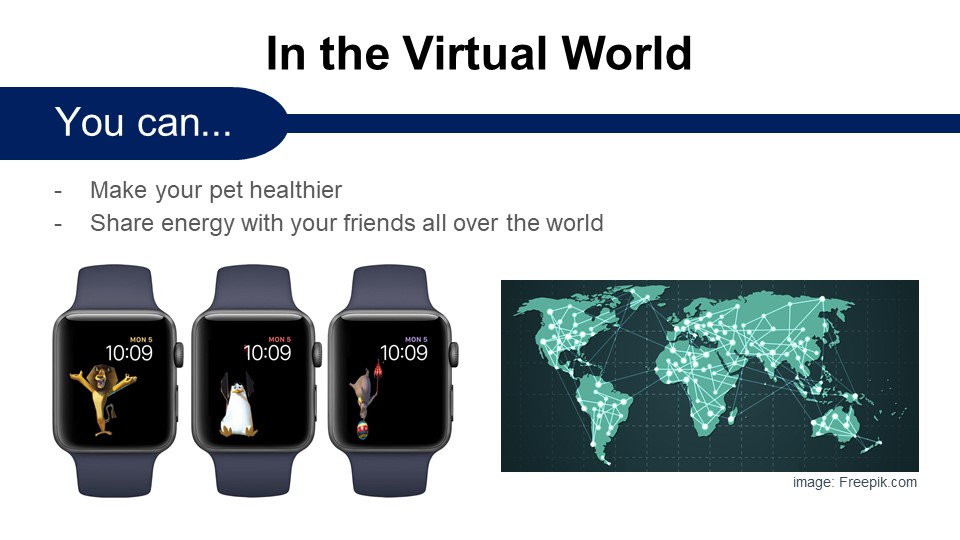 In the Virtual World
You can...
- Make your pet healthier
- Share energy with your friends all over the world
MON 5
10:09
MON 5
10:09
MON 5
10:09
image: Freepik.com